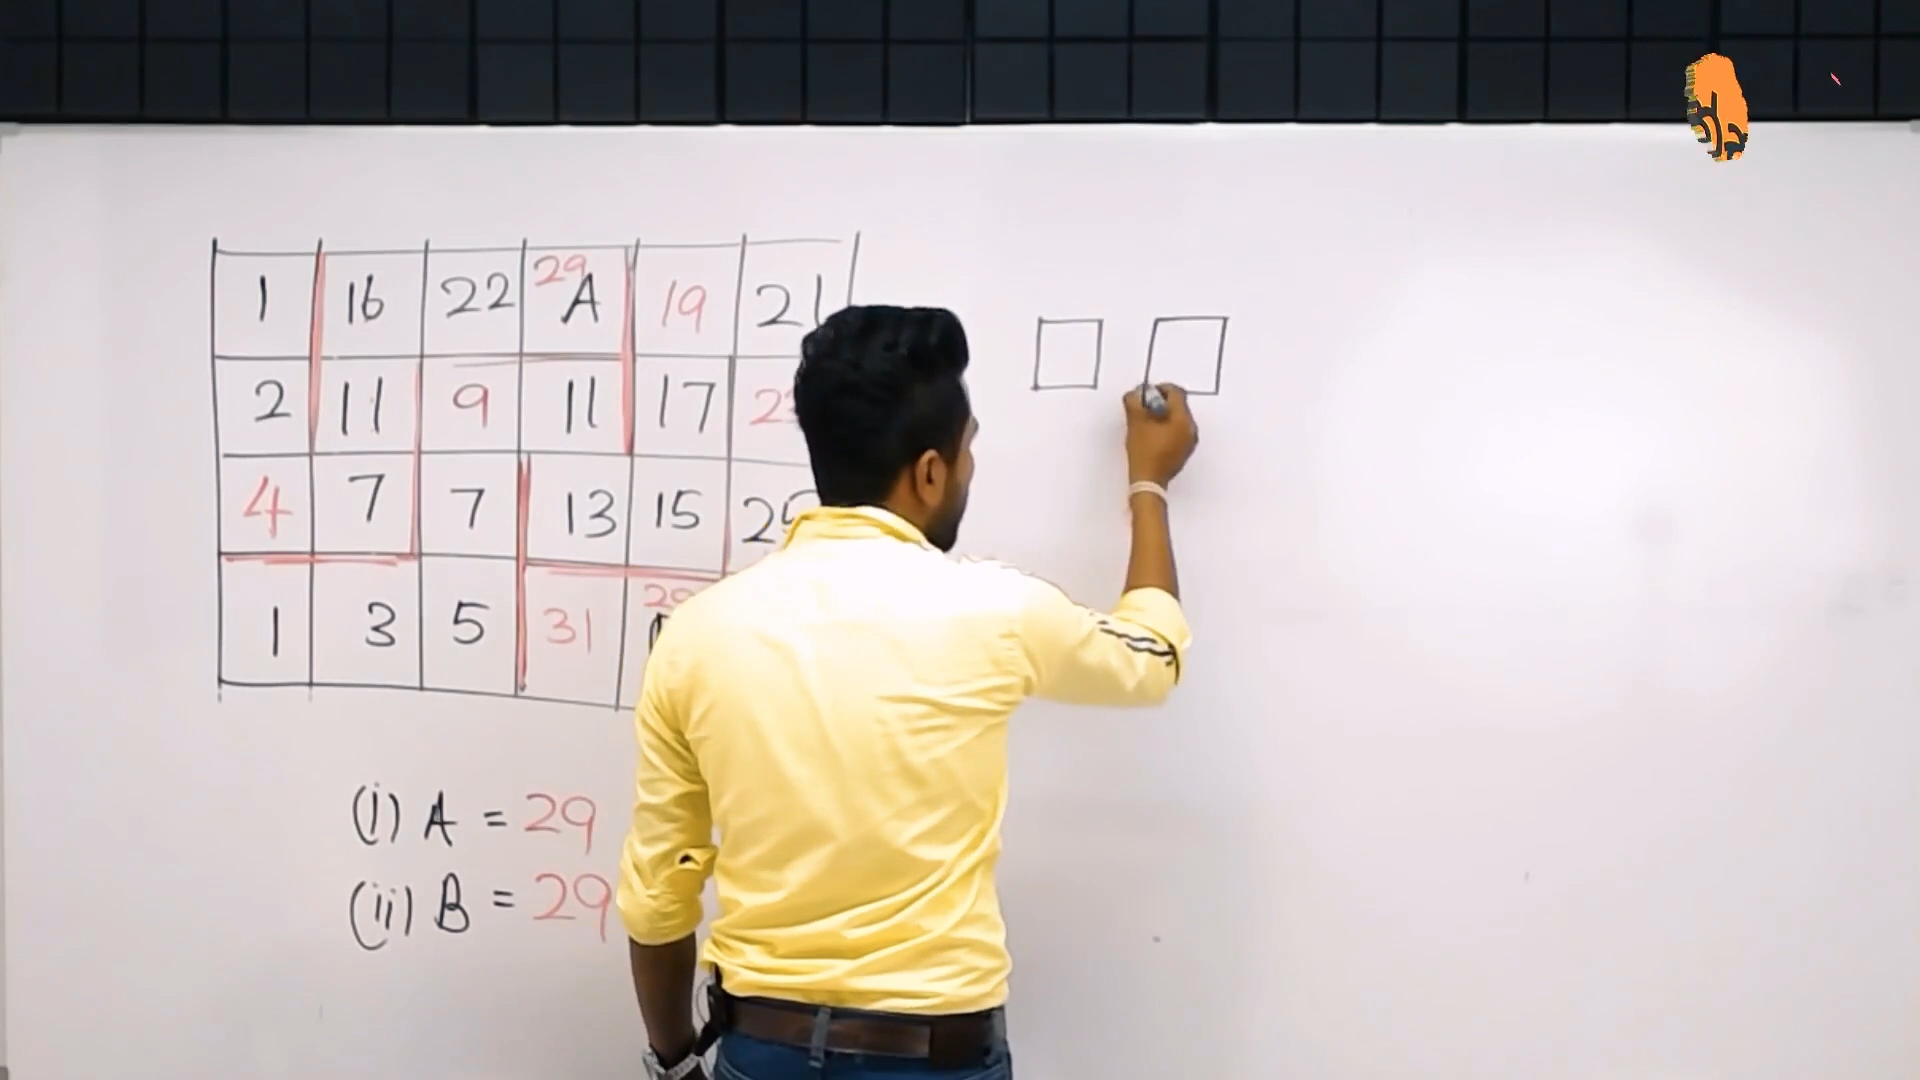 1 16 22 29 A 19 21
2 11 9 11 17
4 7 7 13 15
1 3 5 31
(i) A = 29
(ii) B = 29